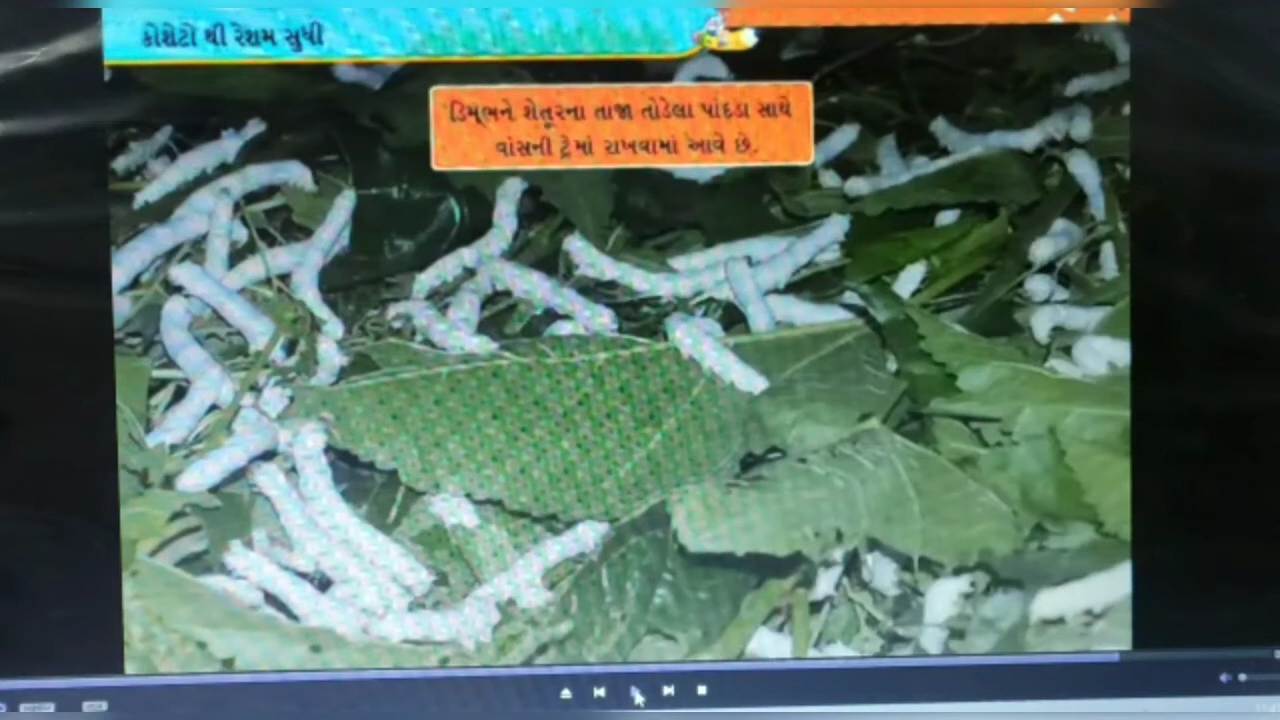 કોશેટો થી રેશમ સુધી
ડિમ્ભને શેતૂરના તાજા તોડેલા પાંદડા સાથે
વાંસની ટ્રેમાં રાખવામાં આવે છે.